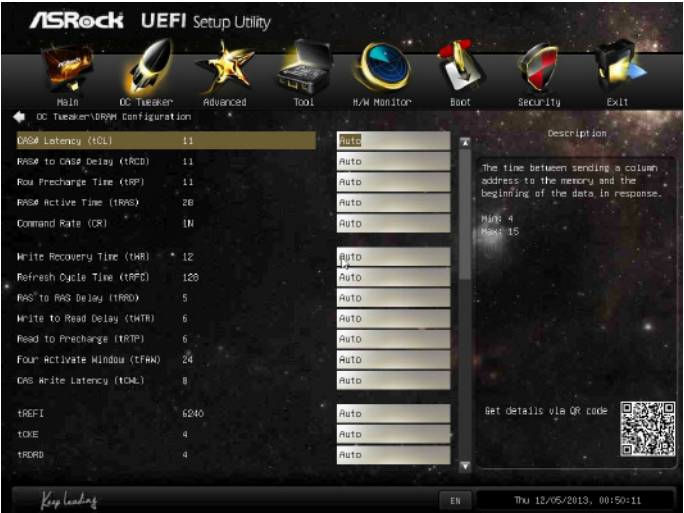 ASRock UEFI Setup Utility
Main OC Tweaker Advanced Tool H/W Monitor Boot Security Exit
OC Tweaker\DRAM Configuration
Description
CAS# Latency (tCL) 11 Auto
RAS# to CAS# Delay (tRCD) 11 Auto
Row Precharge Time (tRP) 11 Auto
RAS# Active Time (tRAS) 28 Auto
Command Rate (CR) 1N Auto
Write Recovery Time (tWR) 12 Auto
Refresh Cycle Time (tRFC) 128 Auto
RAS to RAS Delay (tRRD) 5 Auto
Write to Read Delay (tWTR) 6 Auto
Read to Precharge (tRTP) 6 Auto
Four Activate Window (tFAW) 24 Auto
CAS Write Latency (tCWL) 8 Auto
tREFI 6240 Auto
tCKE 4 Auto
tRDRD 4 Auto
The time between sending a column
address to the memory and the
beginning of the data in response.
Min: 4
Max: 15
Get details via QR code
Keep Leading
EN
Thu 12/05/2013, 00:50:11